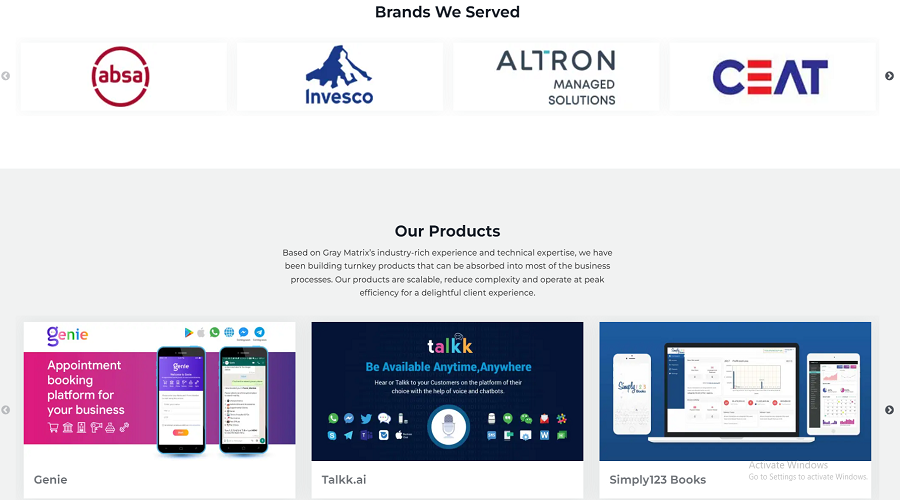 Brands We Served
absa
Invesco
ALTRON
MANAGED
SOLUTIONS
CEAT
Our Products
Based on Gray Matrix's industry-rich experience and technical expertise, we have
been building turnkey products that can be absorbed into most of the business
processes. Our products are scalable, reduce complexity and operate at peak
efficiency for a delightful client experience.
genie
Appointment
booking
platform for
your business
genie
talkk
Be Available Anytime,Anywhere
Hear or Talkk to your Customers on the platform of their
choice with the help of voice and chatbots.
Simply123
Books
Genie
Talkk.ai
Simply123 Books
Activate Windows
Go to Settings to activate Windows